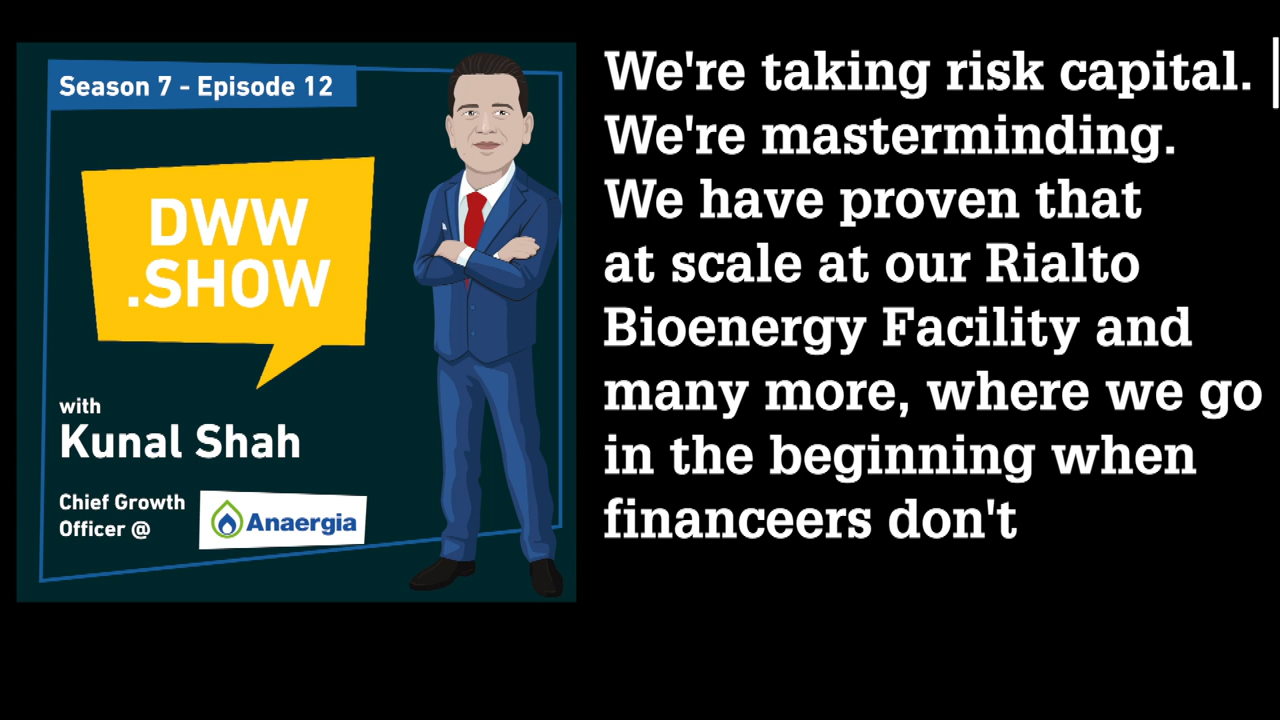 Season 7 - Episode 12
DWW
.SHOW
with
Kunal Shah
Chief Growth
Officer @
Anaergia
We're taking risk capital.
We're masterminding.
We have proven that
at scale at our Rialto
Bioenergy Facility and
many more, where we go
in the beginning when
financeers don't